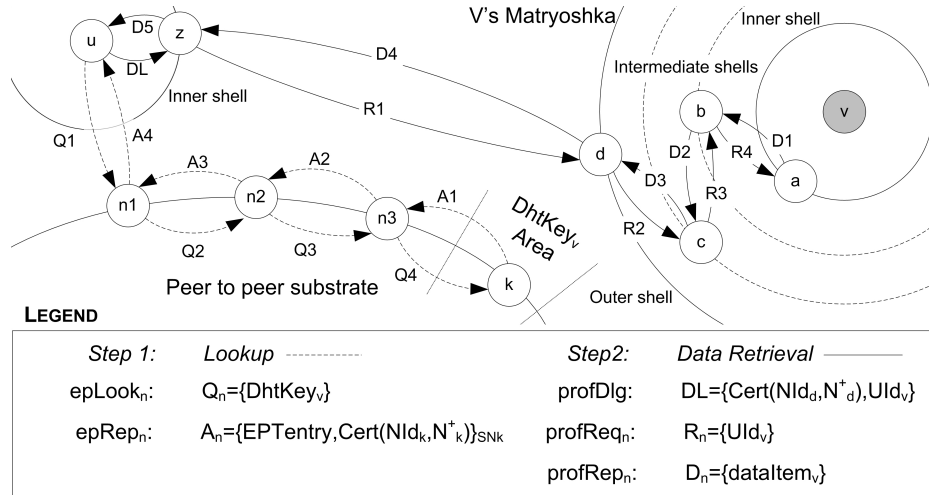 V's Matryoshka
u
D5
z
DL
Inner shell
Q1
A4
D4
R1
Inner shell
Intermediate shells
b
v
D1
D2
R4
a
d
D3
R3
R2
c
Outer shell
n1
A3
n2
A2
n3
A1
Q2
Q3
Q4
k
DhtKeyᵥ
Area
Peer to peer substrate
LEGEND
Step 1: Lookup
Step2: Data Retrieval
epLookₙ: Qₙ={DhtKeyᵥ}
profDlg: DL={Cert(NId_d,N⁺_d),UIdᵥ}
epRepₙ: Aₙ={EPTentry,Cert(NIdₖ,N⁺ₖ)}_SNk
profReqₙ: Rₙ={UIdᵥ}
profRepₙ: Dₙ={dataItemᵥ}